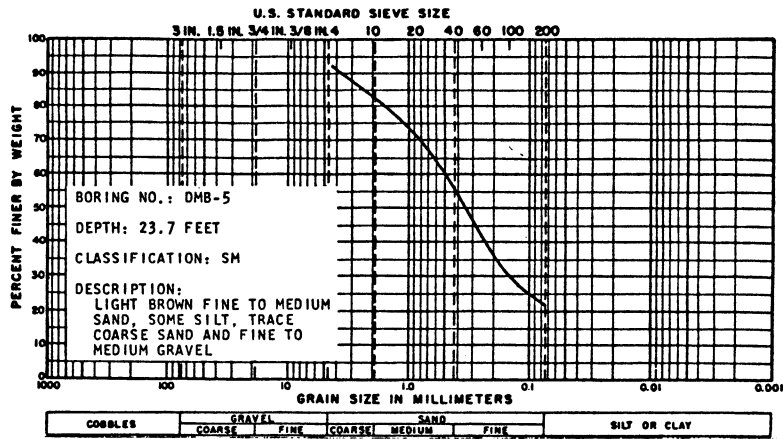 U.S. STANDARD SIEVE SIZE
3 IN. 1.5 IN. 3/4 IN. 3/8 IN. 4 10 20 40 60 100 200
PERCENT FINER BY WEIGHT
100
90
80
70
60
50
40
30
20
10
0
BORING NO.: DMB-5
DEPTH: 23.7 FEET
CLASSIFICATION: SM
DESCRIPTION:
LIGHT BROWN FINE TO MEDIUM
SAND, SOME SILT, TRACE
COARSE SAND AND FINE TO
MEDIUM GRAVEL
1000 100 10 1.0 0.1 0.01 0.001
GRAIN SIZE IN MILLIMETERS
COBBLES GRAVEL SAND SILT OR CLAY
COARSE FINE COARSE MEDIUM FINE